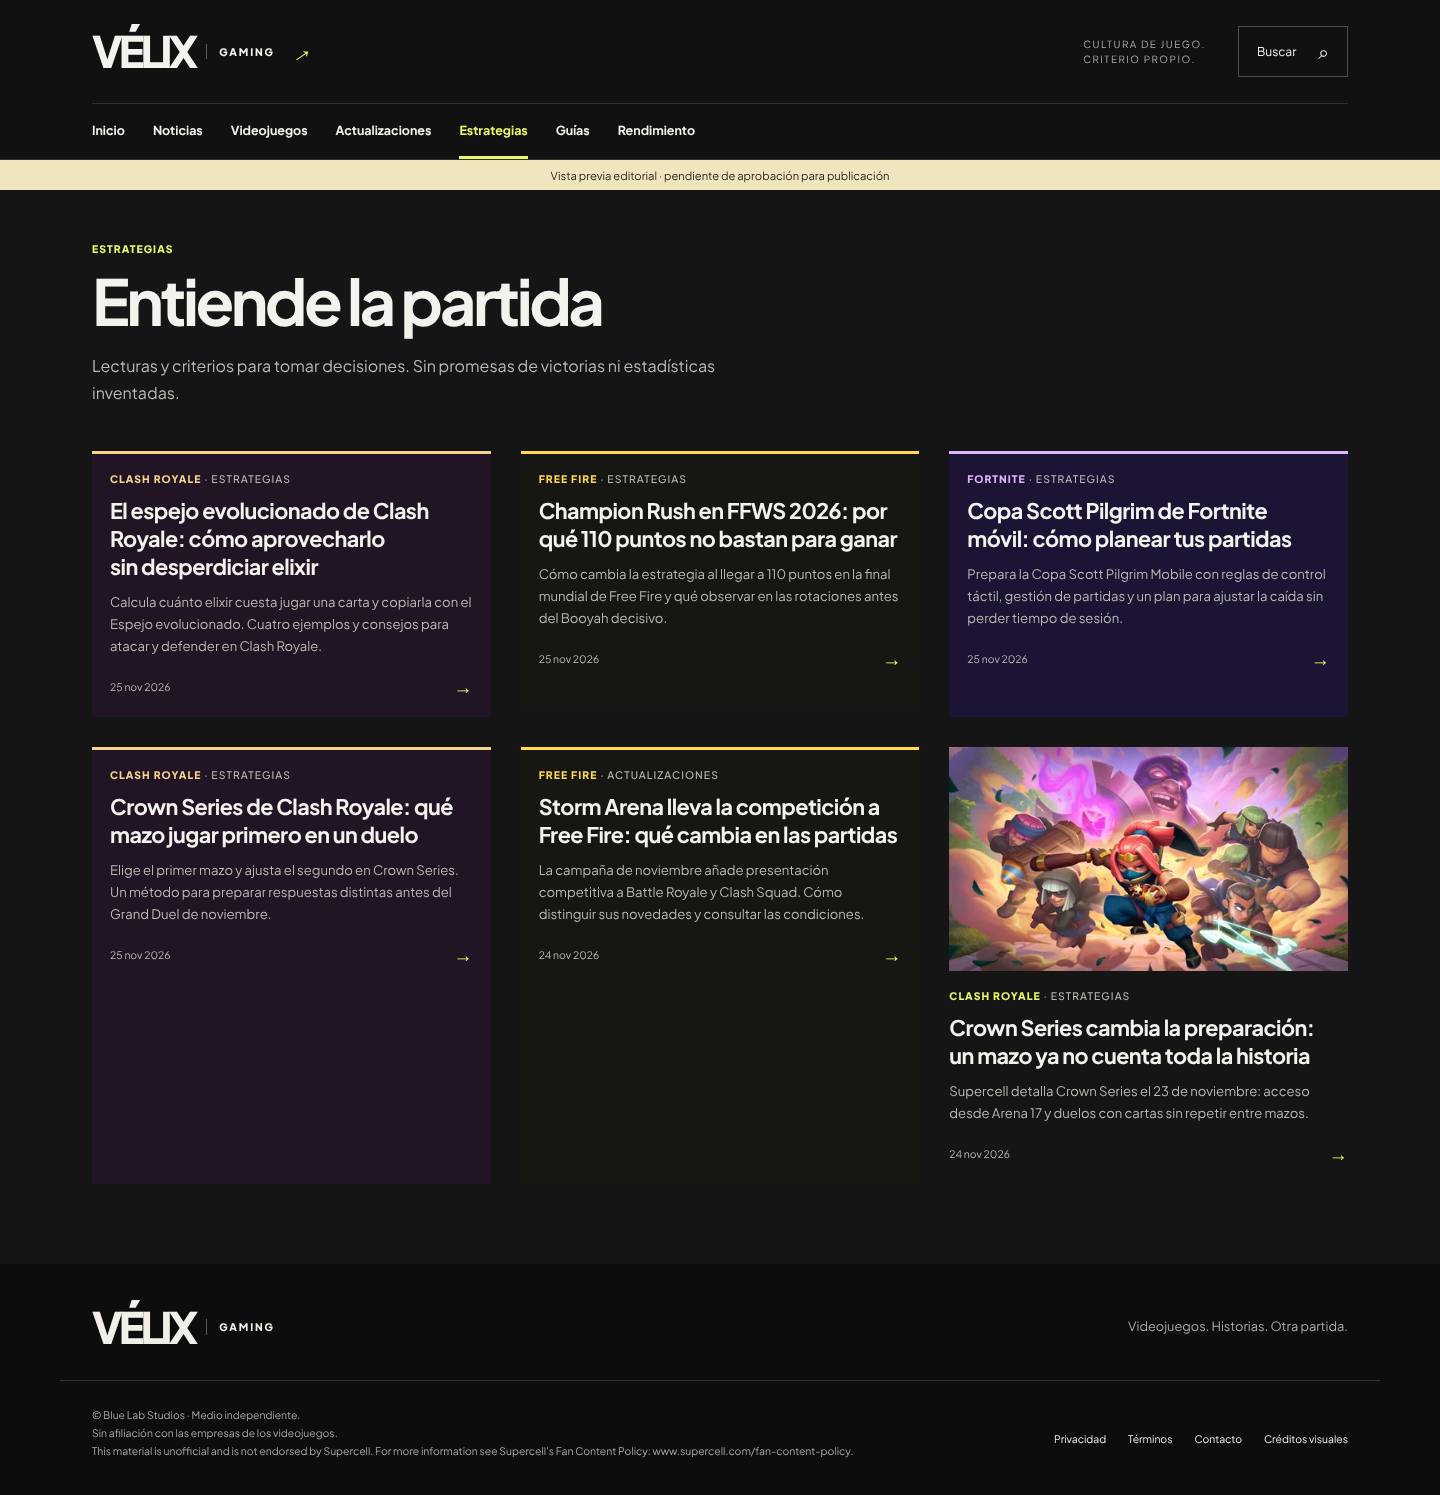 VÉLIX GAMING →
CULTURA DE JUEGO.
CRITERIO PROPIO.
Buscar ⌕
Inicio Noticias Videojuegos Actualizaciones Estrategias Guías Rendimiento
Vista previa editorial · pendiente de aprobación para publicación
ESTRATEGIAS
Entiende la partida
Lecturas y criterios para tomar decisiones. Sin promesas de victorias ni estadísticas
inventadas.
CLASH ROYALE · ESTRATEGIAS
El espejo evolucionado de Clash
Royale: cómo aprovecharlo
sin desperdiciar elixir
Calcula cuánto elixir cuesta jugar una carta y copiarla con el
Espejo evolucionado. Cuatro ejemplos y consejos para
atacar y defender en Clash Royale.
25 nov 2026 →
FREE FIRE · ESTRATEGIAS
Champion Rush en FFWS 2026: por
qué 110 puntos no bastan para ganar
Cómo cambia la estrategia al llegar a 110 puntos en la final
mundial de Free Fire y qué observar en las rotaciones antes
del Booyah decisivo.
25 nov 2026 →
FORTNITE · ESTRATEGIAS
Copa Scott Pilgrim de Fortnite
móvil: cómo planear tus partidas
Prepara la Copa Scott Pilgrim Mobile con reglas de control
táctil, gestión de partidas y un plan para ajustar la caída sin
perder tiempo de sesión.
25 nov 2026 →
CLASH ROYALE · ESTRATEGIAS
Crown Series de Clash Royale: qué
mazo jugar primero en un duelo
Elige el primer mazo y ajusta el segundo en Crown Series.
Un método para preparar respuestas distintas antes del
Grand Duel de noviembre.
25 nov 2026 →
FREE FIRE · ACTUALIZACIONES
Storm Arena lleva la competición a
Free Fire: qué cambia en las partidas
La campaña de noviembre añade presentación
competitiva a Battle Royale y Clash Squad. Cómo
distinguir sus novedades y consultar las condiciones.
24 nov 2026 →
CLASH ROYALE · ESTRATEGIAS
Crown Series cambia la preparación:
un mazo ya no cuenta toda la historia
Supercell detalla Crown Series el 23 de noviembre: acceso
desde Arena 17 y duelos con cartas sin repetir entre mazos.
24 nov 2026 →
VÉLIX GAMING
Videojuegos. Historias. Otra partida.
© Blue Lab Studios · Medio independiente.
Sin afiliación con las empresas de los videojuegos.
This material is unofficial and is not endorsed by Supercell. For more information see Supercell's Fan Content Policy: www.supercell.com/fan-content-policy.
Privacidad Términos Contacto Créditos visuales